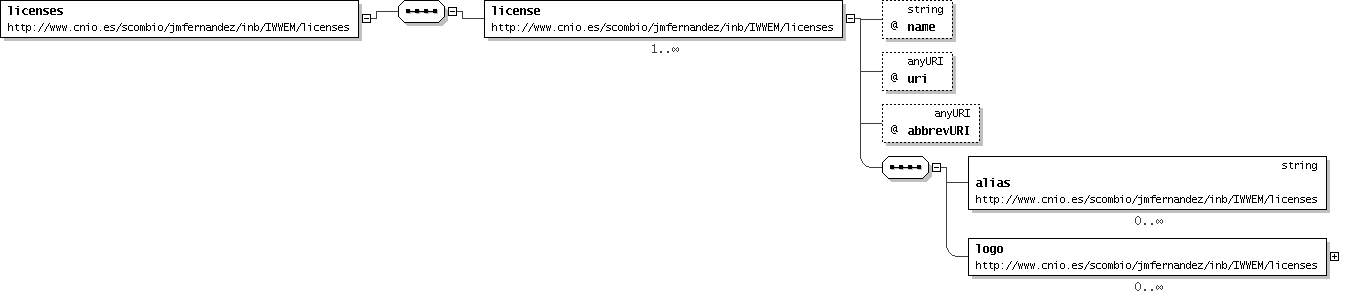 licenses
http://www.cnio.es/scombio/jmfernandez/inb/IWWEM/licenses
license
http://www.cnio.es/scombio/jmfernandez/inb/IWWEM/licenses
1..∞
string
@ name
anyURI
@ uri
anyURI
@ abbrevURI
string
alias
http://www.cnio.es/scombio/jmfernandez/inb/IWWEM/licenses
0..∞
logo
http://www.cnio.es/scombio/jmfernandez/inb/IWWEM/licenses
0..∞